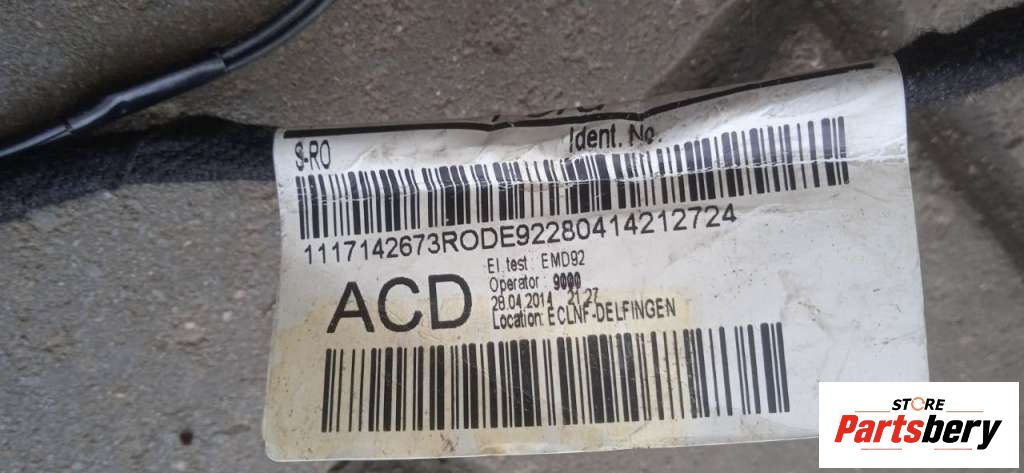 Ident. No.
S-RO
1117142673RODE92280414212724
ACD
El. test : EMD92
Operator : 9000
28.04.2014 21:27
Location: ECLNF-DELFINGEN
STORE
Partsbery